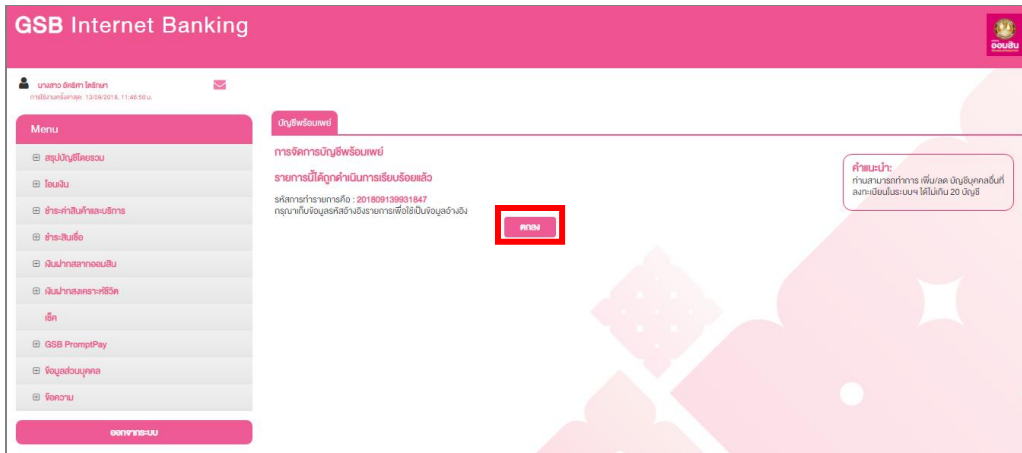 GSB Internet Banking
ออมสิน
นางสาว
การใช้งานครั้งล่าสุด: 13/09/2018, 11:46:50 น.
Menu
สรุปบัญชีโดยรวม
โอนเงิน
ชำระค่าสินค้าและบริการ
ชำระสินเชื่อ
เงินฝากสลากออมสิน
เงินฝากสงเคราะห์ชีวิต
เช็ค
GSB PromptPay
ข้อมูลส่วนบุคคล
ข้อความ
ออกจากระบบ
บัญชีพร้อมเพย์
การจัดการบัญชีพร้อมเพย์
รายการนี้ได้ถูกดำเนินการเรียบร้อยแล้ว
รหัสการทำรายการคือ : 201809139931847
กรุณาเก็บข้อมูลรหัสอ้างอิงรายการเพื่อใช้เป็นข้อมูลอ้างอิง
ตกลง
คำแนะนำ:
ท่านสามารถทำการ เพิ่ม/ลด บัญชีบุคคลอื่นที่
ลงทะเบียนในระบบฯ ได้ไม่เกิน 20 บัญชี